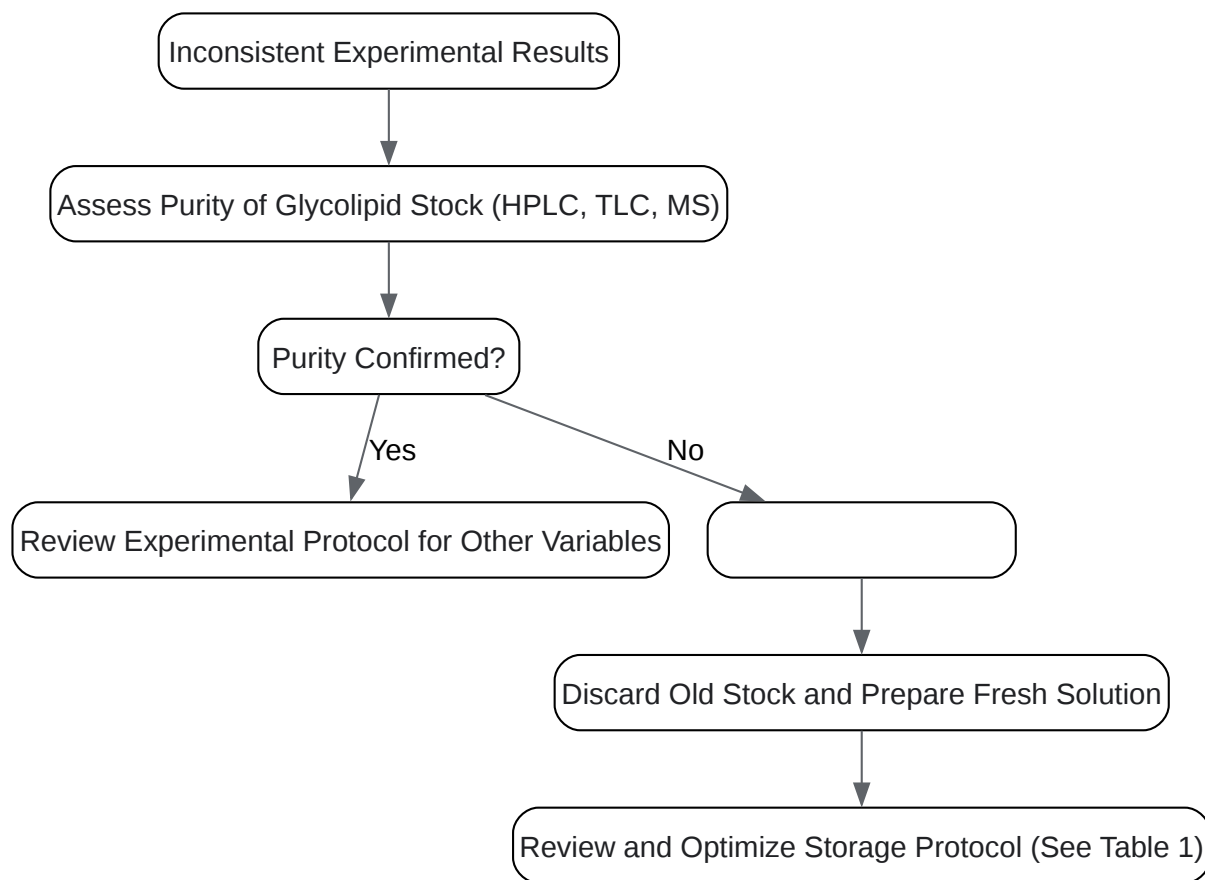 Inconsistent Experimental Results
Assess Purity of Glycolipid Stock (HPLC, TLC, MS)
Purity Confirmed?
Yes
No
Review Experimental Protocol for Other Variables
Discard Old Stock and Prepare Fresh Solution
Review and Optimize Storage Protocol (See Table 1)